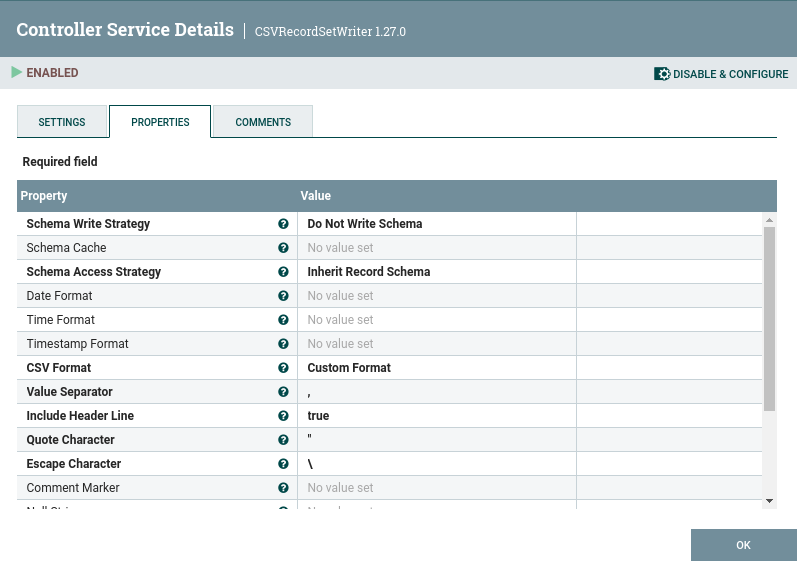 Controller Service Details | CSVRecordSetWriter 1.27.0
ENABLED DISABLE & CONFIGURE
SETTINGS PROPERTIES COMMENTS
Required field
Property Value
Schema Write Strategy ? Do Not Write Schema
Schema Cache ? No value set
Schema Access Strategy ? Inherit Record Schema
Date Format ? No value set
Time Format ? No value set
Timestamp Format ? No value set
CSV Format ? Custom Format
Value Separator ? ,
Include Header Line ? true
Quote Character ? "
Escape Character ? \
Comment Marker ? No value set
OK